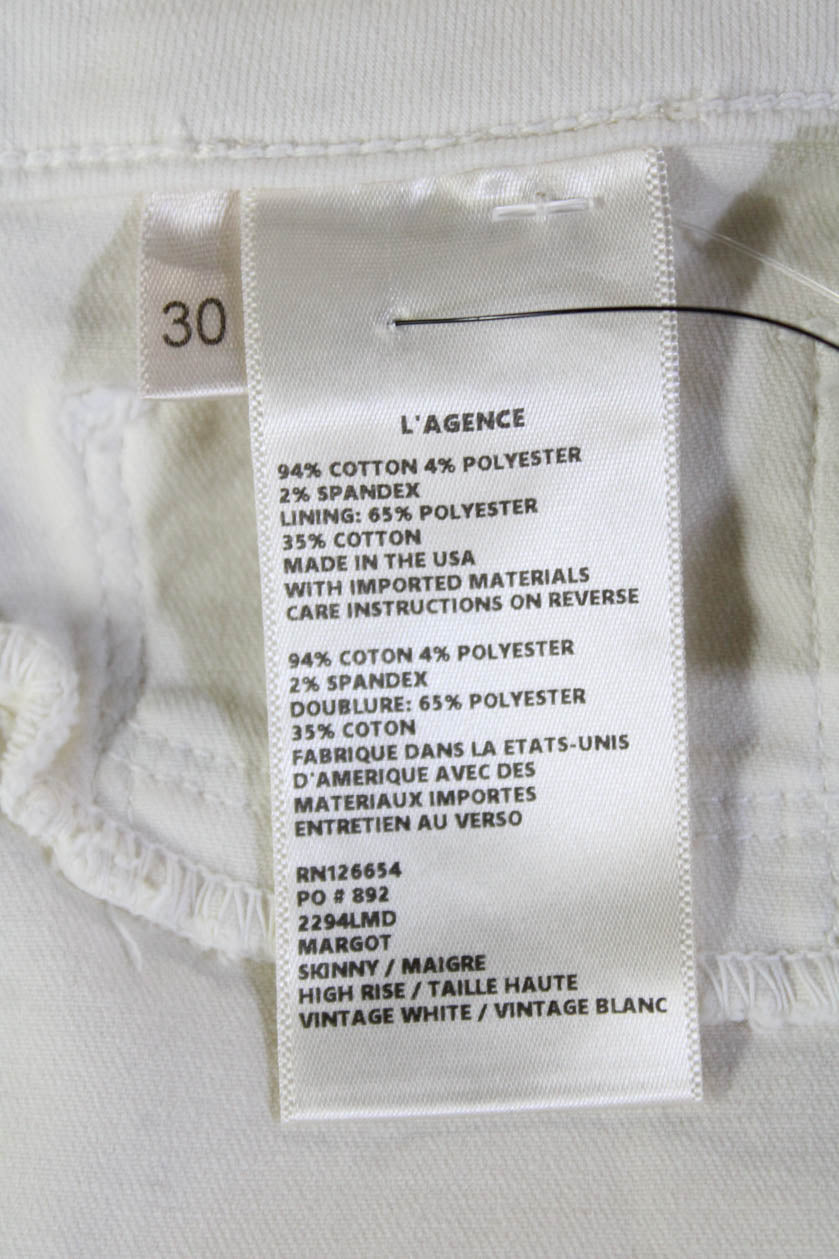 30
L'AGENCE
94% COTTON 4% POLYESTER
2% SPANDEX
LINING: 65% POLYESTER
35% COTTON
MADE IN THE USA
WITH IMPORTED MATERIALS
CARE INSTRUCTIONS ON REVERSE
94% COTON 4% POLYESTER
2% SPANDEX
DOUBLURE: 65% POLYESTER
35% COTON
FABRIQUE DANS LA ETATS-UNIS
D'AMERIQUE AVEC DES
MATERIAUX IMPORTES
ENTRETIEN AU VERSO
RN126654
PO # 892
2294LMD
MARGOT
SKINNY / MAIGRE
HIGH RISE / TAILLE HAUTE
VINTAGE WHITE / VINTAGE BLANC